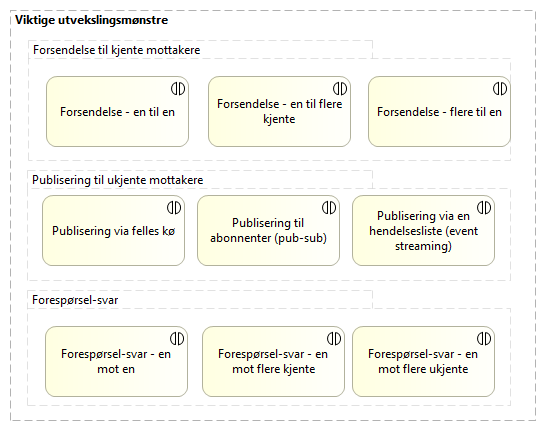 Viktige utvekslingsmønstre
Forsendelse til kjente mottakere
Forsendelse - en til en
Forsendelse - en til flere
kjente
Forsendelse - flere til en
Publisering til ukjente mottakere
Publisering via felles kø
Publisering til
abonnenter (pub-sub)
Publisering via en
hendelsesliste (event
streaming)
Forespørsel-svar
Forespørsel-svar - en
mot en
Forespørsel-svar - en
mot flere kjente
Forespørsel-svar - en
mot flere ukjente